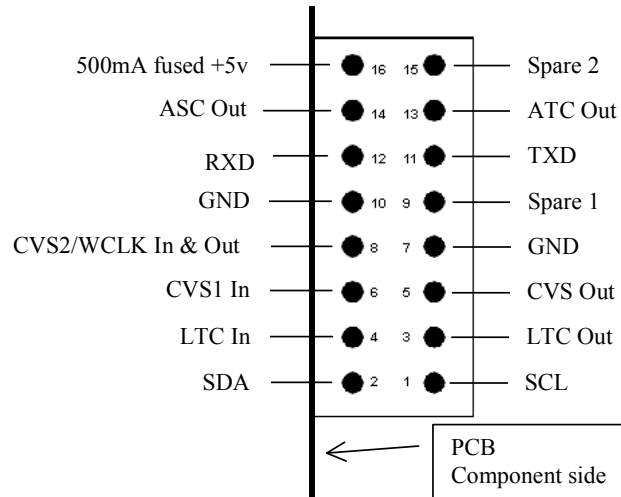 500mA fused +5v 16 15 Spare 2
ASC Out 14 13 ATC Out
RXD 12 11 TXD
GND 10 9 Spare 1
CVS2/WCLK In & Out 8 7 GND
CVS1 In 6 5 CVS Out
LTC In 4 3 LTC Out
SDA 2 1 SCL
PCB
Component side